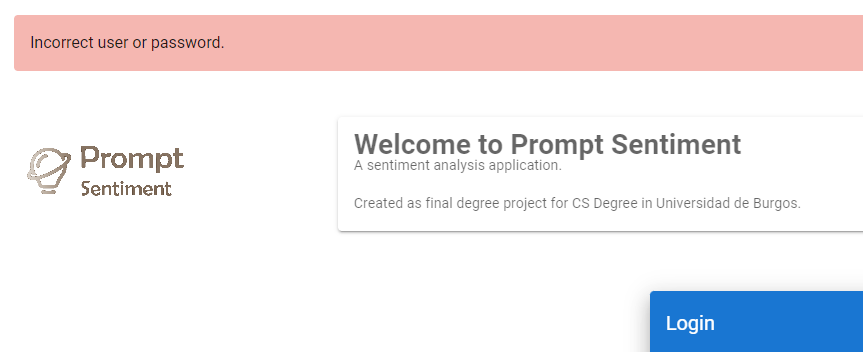 Incorrect user or password.
Prompt
Sentiment
Welcome to Prompt Sentiment
A sentiment analysis application.
Created as final degree project for CS Degree in Universidad de Burgos.
Login